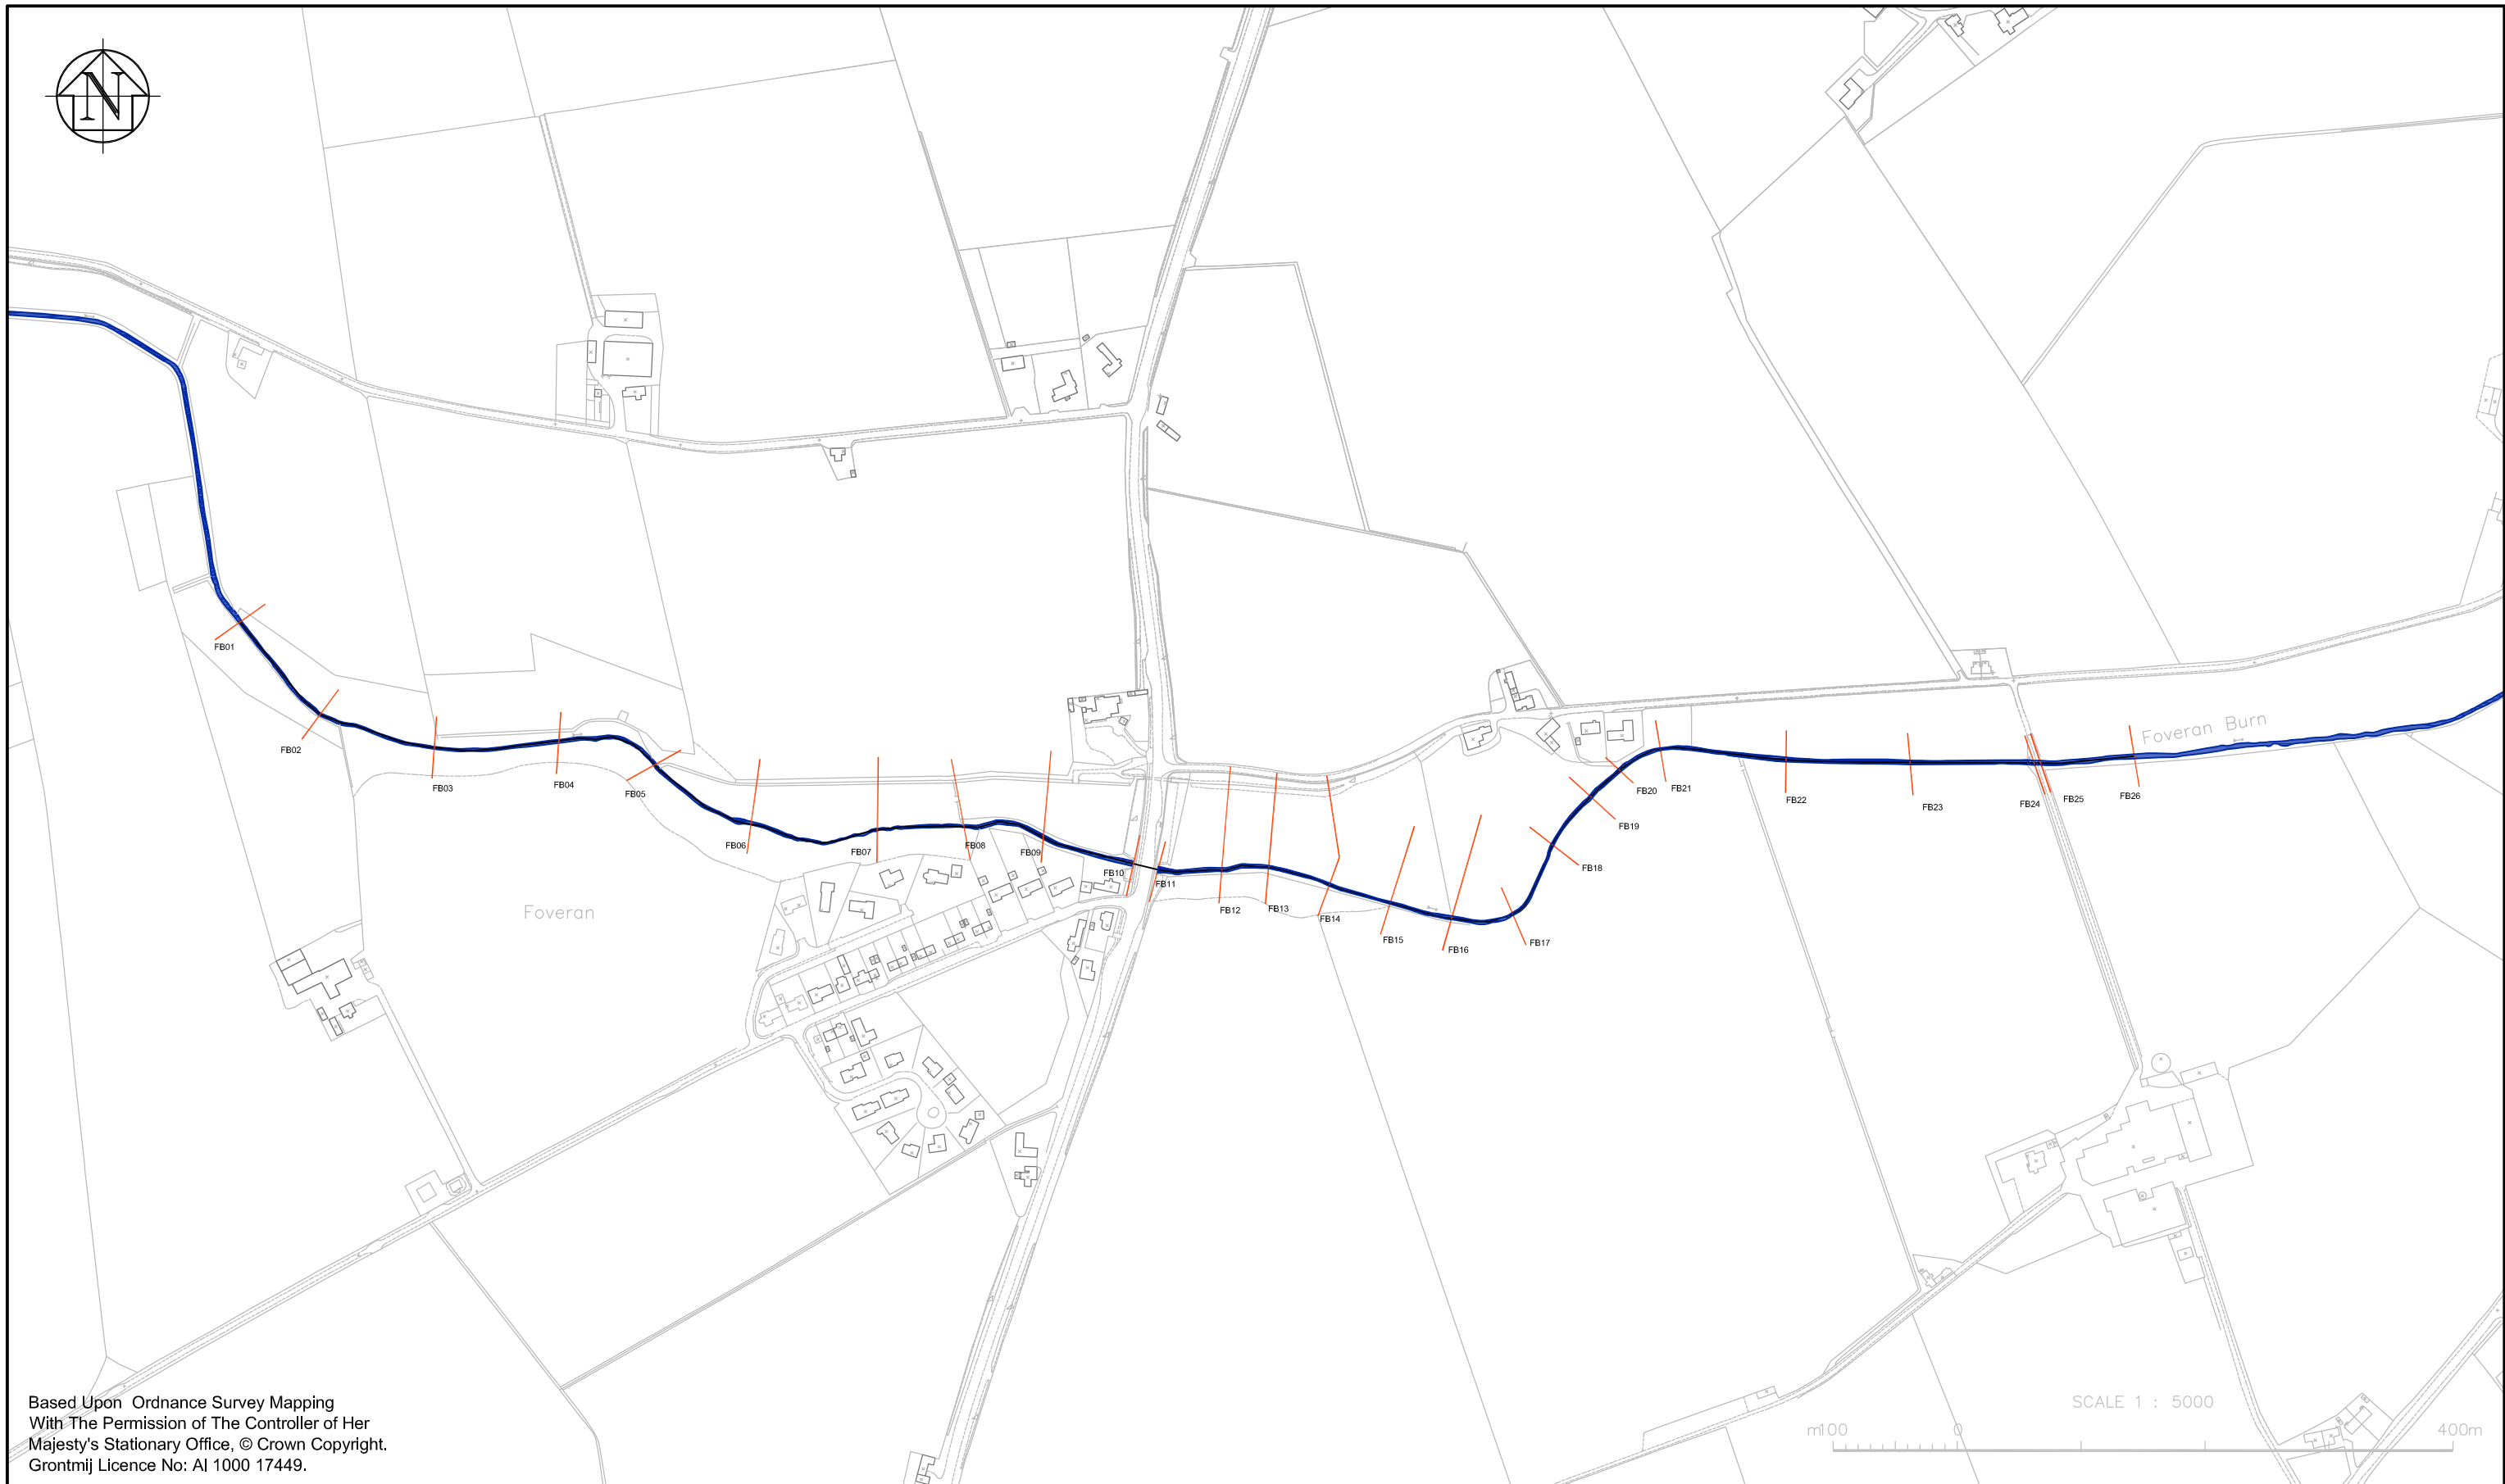 N
Foveran Burn
FB01
FB02
FB03
FB04
FB05
FB06
FB07
FB08
FB09
FB10
FB11
FB12
FB13
FB14
FB15
FB16
FB17
FB18
FB19
FB20
FB21
FB22
FB23
FB24
FB25
FB26
Foveran
Based Upon Ordnance Survey Mapping
With The Permission of The Controller of Her
Majesty's Stationary Office, © Crown Copyright.
Grontmij Licence No: Al 1000 17449.
SCALE 1 : 5000
m100 0 400m